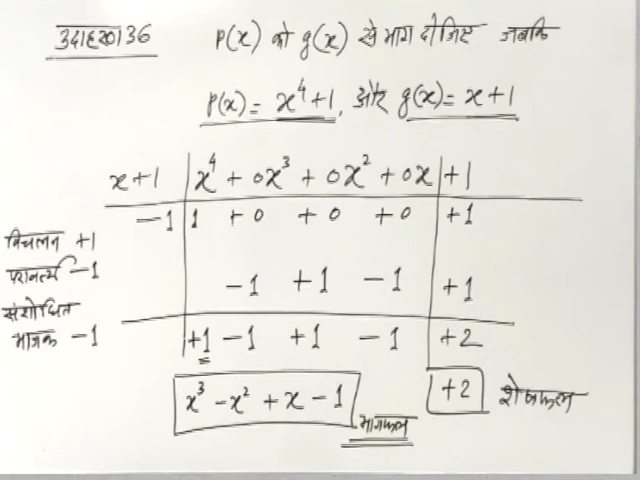 उदाहरण 36 P(x) को g(x) से भाग दीजिए जबकि
P(x) = x⁴+1, और g(x) = x+1
x+1 x⁴ + 0x³ + 0x² + 0x +1
-1 1 +0 +0 +0 +1
विचलन +1
परावर्त्य -1 -1 +1 -1 +1
संशोधित
भाजक -1 +1 -1 +1 -1 +2
x³ - x² + x - 1 +2 शेषफल
भागफल